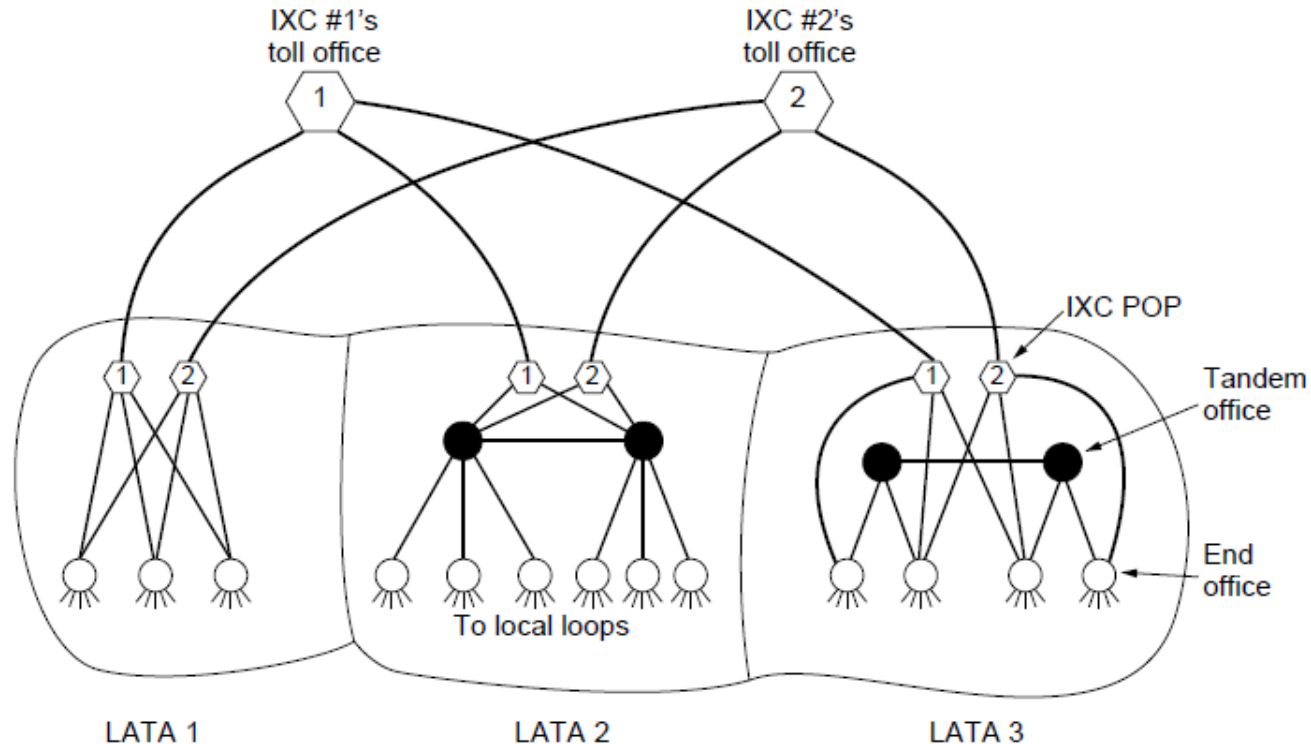 IXC #1's
toll office
IXC #2's
toll office
1
2
IXC POP
1
2
1
2
1
2
Tandem
office
End
office
To local loops
LATA 1
LATA 2
LATA 3